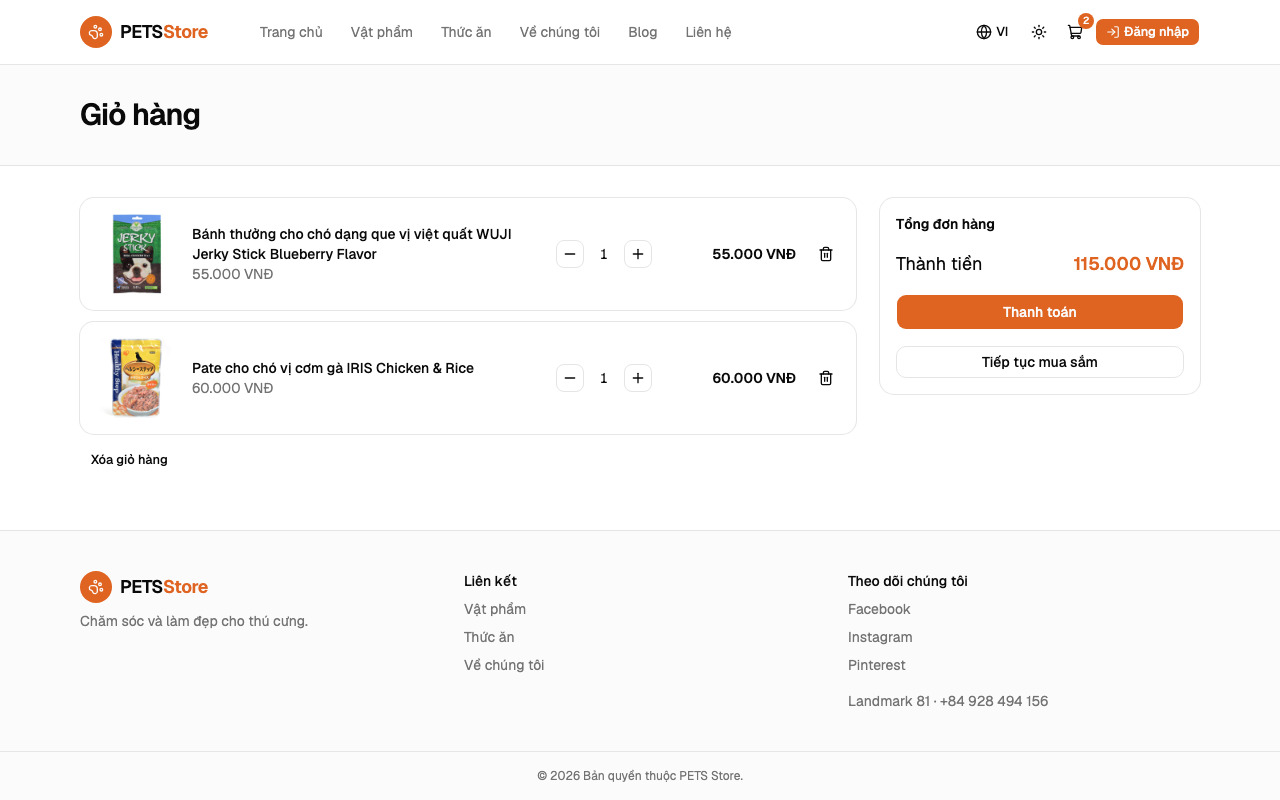 PETSStore
Trang chủ
Vật phẩm
Thức ăn
Về chúng tôi
Blog
Liên hệ
VI
2
Đăng nhập
Giỏ hàng
JERKY
STICK
Bánh thưởng cho chó dạng que vị việt quất WUJI
Jerky Stick Blueberry Flavor
55.000 VNĐ
1
55.000 VNĐ
Healthy Step
Pate cho chó vị cơm gà IRIS Chicken & Rice
60.000 VNĐ
1
60.000 VNĐ
Xóa giỏ hàng
Tổng đơn hàng
Thành tiền
115.000 VNĐ
Thanh toán
Tiếp tục mua sắm
PETSStore
Chăm sóc và làm đẹp cho thú cưng.
Liên kết
Vật phẩm
Thức ăn
Về chúng tôi
Theo dõi chúng tôi
Facebook
Instagram
Pinterest
Landmark 81 · +84 928 494 156
© 2026 Bản quyền thuộc PETS Store.